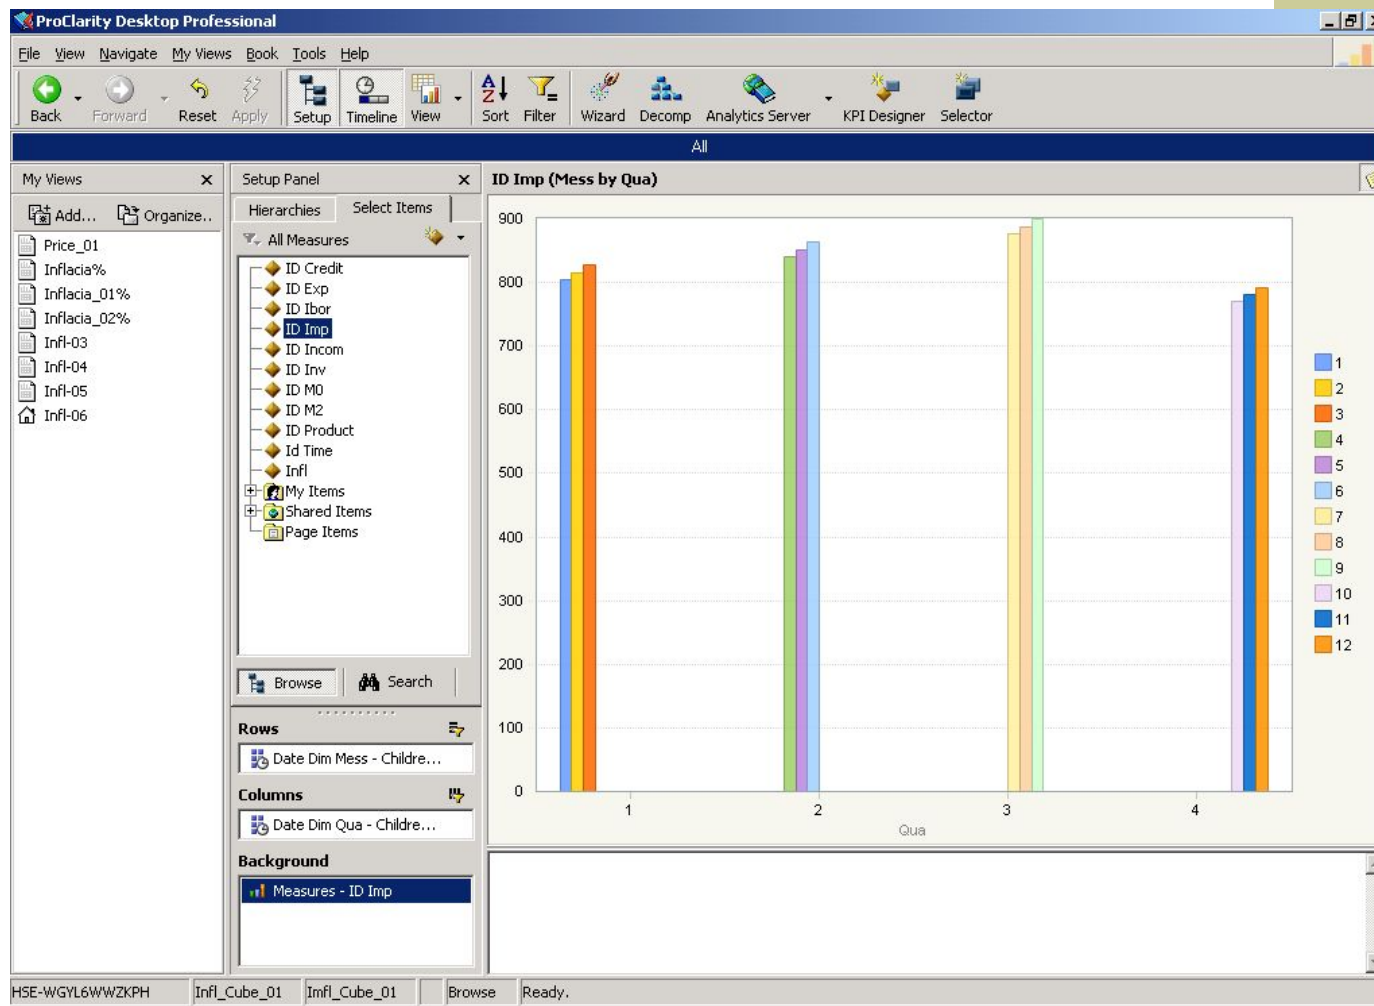 ProClarity Desktop Professional
File View Navigate My Views Book Tools Help
Back Forward Reset Apply Setup Timeline View Sort Filter Wizard Decomp Analytics Server KPI Designer Selector
All
My Views
Add... Organize..
Price_01
Inflacia%
Inflacia_01%
Inflacia_02%
Infl-03
Infl-04
Infl-05
Infl-06
Setup Panel
Hierarchies Select Items
All Measures
ID Credit
ID Exp
ID Ibor
ID Imp
ID Incom
ID Inv
ID M0
ID M2
ID Product
Id Time
Infl
My Items
Shared Items
Page Items
Browse Search
Rows
Date Dim Mess - Childre...
Columns
Date Dim Qua - Childre...
Background
Measures - ID Imp
ID Imp (Mess by Qua)
900
800
700
600
500
400
300
200
100
0
1 2 3 4
Qua
1
2
3
4
5
6
7
8
9
10
11
12
HSE-WGYL6WWZKPH Infl_Cube_01 Imfl_Cube_01 Browse Ready.